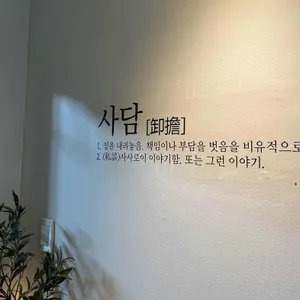 사담 [卸擔]
1. 짐을 내려놓음. 책임이나 부담을 벗음을 비유적으로
2. (私談)사사로이 이야기함. 또는 그런 이야기.